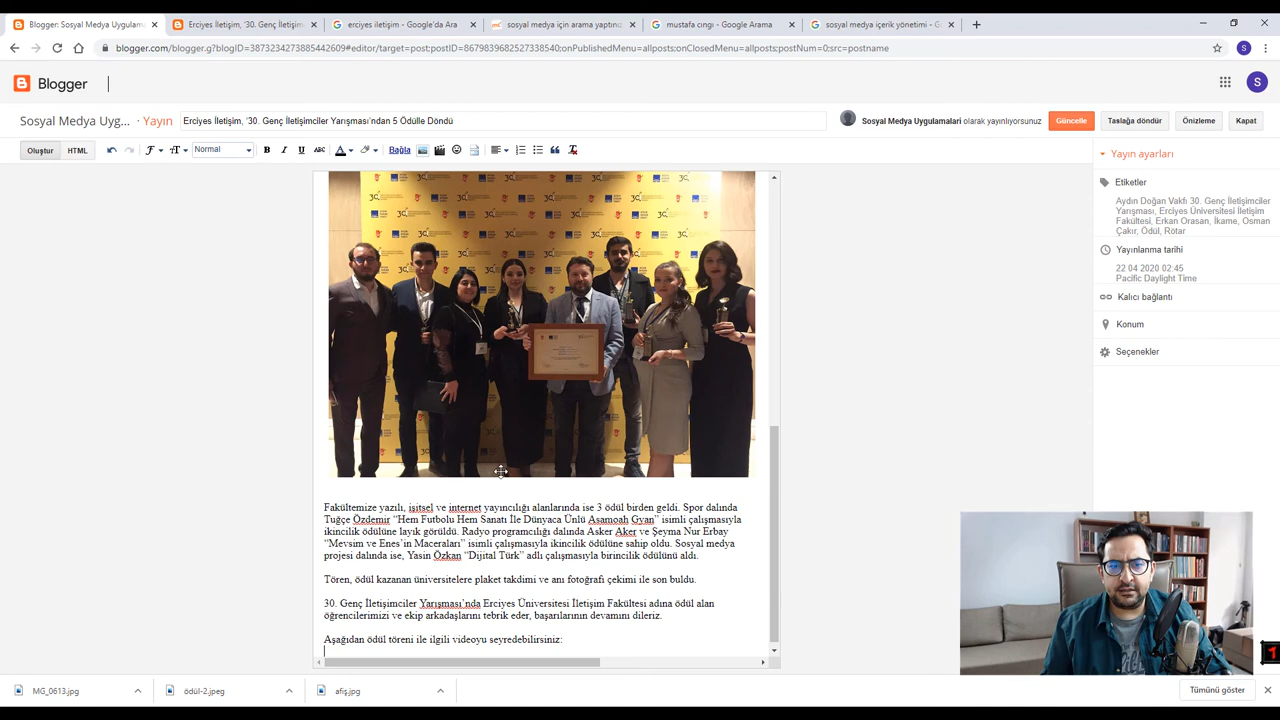 Blogger: Sosyal Medya Uygulama
Erciyes İletişim, '30. Genç İletişim
erciyes iletişim - Google'da Ara
sosyal medya için arama yaptınd
mustafa cıngı - Google Arama
sosyal medya içerik yönetimi - G
blogger.com/blogger.g?blogID=3873234273885442609#editor/target=post;postID=8679839682527338540;onPublishedMenu=allposts;onClosedMenu=allposts;postNum=0;src=postname
S
Blogger
S
Sosyal Medya Uyg... · Yayın
Erciyes İletişim, '30. Genç İletişimciler Yarışması'ndan 5 Ödülle Döndü
Sosyal Medya Uygulamalari olarak yayınlıyorsunuz
Güncelle
Taslağa döndür
Önizleme
Kapat
Oluştur
HTML
Normal
B I U ABC A Bağla
Yayın ayarları
Etiketler
Aydın Doğan Vakfı 30. Genç İletişimciler
Yarışması, Erciyes Üniversitesi İletişim
Fakültesi, Erkan Orasan, İkame, Osman
Çakır, Ödül, Rötar
Yayınlanma tarihi
22 04 2020 02:45
Pacific Daylight Time
Kalıcı bağlantı
Konum
Seçenekler
Fakültemize yazılı, işitsel ve internet yayıncılığı alanlarında ise 3 ödül birden geldi. Spor dalında
Tuğçe Özdemir “Hem Futbolu Hem Sanatı İle Dünyaca Ünlü Asamoah Gyan” isimli çalışmasıyla
ikincilik ödülüne layık görüldü. Radyo programcılığı dalında Asker Aker ve Şeyma Nur Erbay
“Mevsim ve Enes’in Maceraları” isimli çalışmasıyla ikincilik ödülüne sahip oldu. Sosyal medya
projesi dalında ise, Yasin Özkan “Dijital Türk” adlı çalışmasıyla birincilik ödülünü aldı.
Tören, ödül kazanan üniversitelere plaket takdimi ve anı fotoğrafı çekimi ile son buldu.
30. Genç İletişimciler Yarışması’nda Erciyes Üniversitesi İletişim Fakültesi adına ödül alan
öğrencilerimizi ve ekip arkadaşlarını tebrik eder, başarılarının devamını dileriz.
Aşağıdan ödül töreni ile ilgili videoyu seyredebilirsiniz:
MG_0613.jpg
ödül-2.jpeg
afiş.jpg
Tümünü göster